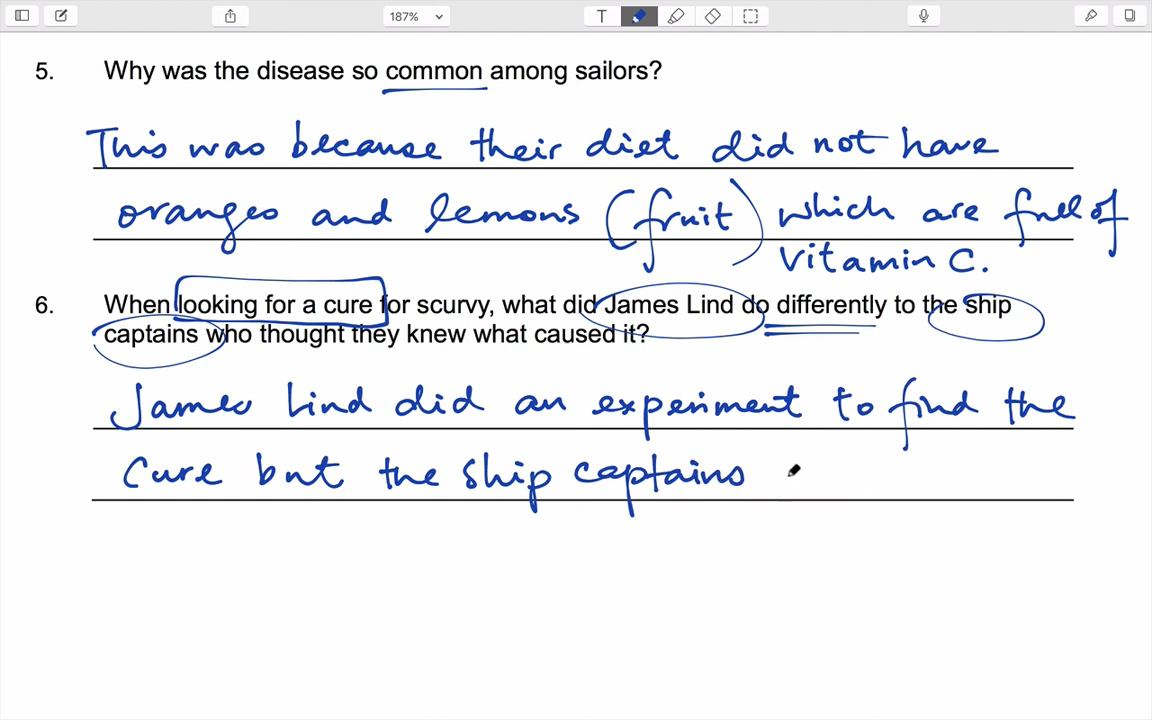 187%
T
5. Why was the disease so common among sailors?
This was because their diet did not have
oranges and lemons (fruit) which are full of
vitamin C.
6. When looking for a cure for scurvy, what did James Lind do differently to the ship
captains who thought they knew what caused it?
James Lind did an experiment to find the
cure but the ship captains